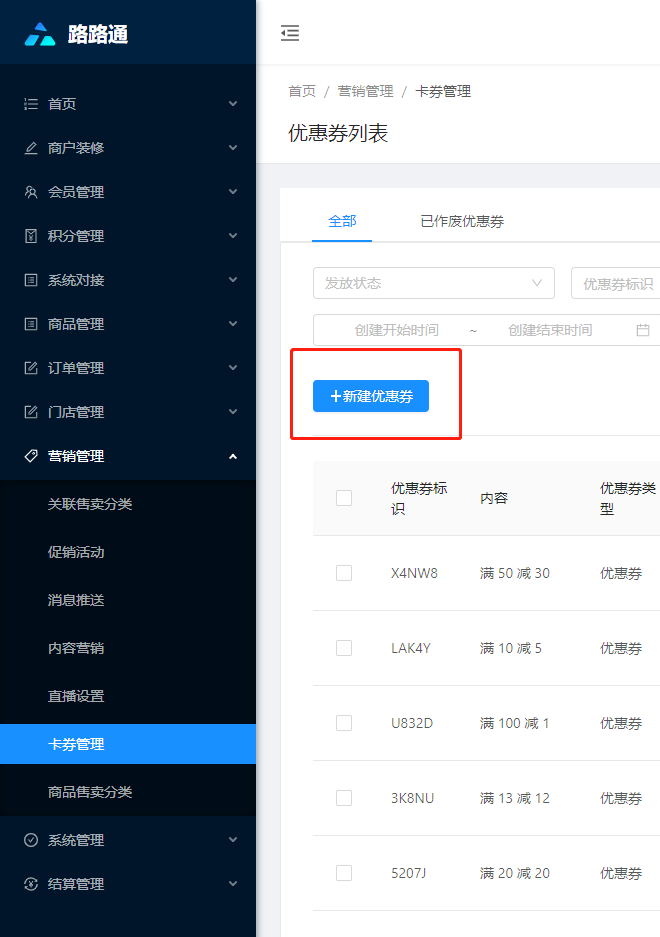 路路通
首页
商户装修
会员管理
积分管理
系统对接
商品管理
订单管理
门店管理
营销管理
关联售卖分类
促销活动
消息推送
内容营销
直播设置
卡券管理
商品售卖分类
系统管理
结算管理
首页 / 营销管理 / 卡券管理
优惠券列表
全部 已作废优惠券
发放状态 优惠券标识
创建开始时间 ~ 创建结束时间
+新建优惠券
优惠券标识 内容 优惠券类型
X4NW8 满 50 减 30 优惠券
LAK4Y 满 10 减 5 优惠券
U832D 满 100 减 1 优惠券
3K8NU 满 13 减 12 优惠券
5207J 满 20 减 20 优惠券